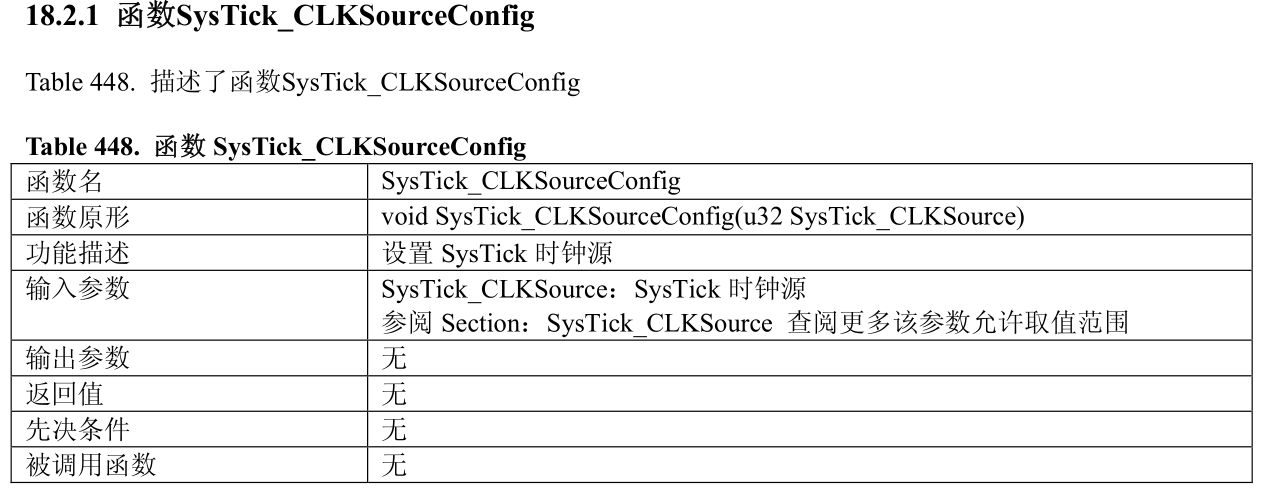 18.2.1 函数SysTick_CLKSourceConfig
Table 448. 描述了函数SysTick_CLKSourceConfig
Table 448. 函数 SysTick_CLKSourceConfig
函数名 SysTick_CLKSourceConfig
函数原形 void SysTick_CLKSourceConfig(u32 SysTick_CLKSource)
功能描述 设置 SysTick 时钟源
输入参数 SysTick_CLKSource：SysTick 时钟源
参阅 Section：SysTick_CLKSource 查阅更多该参数允许取值范围
输出参数 无
返回值 无
先决条件 无
被调用函数 无